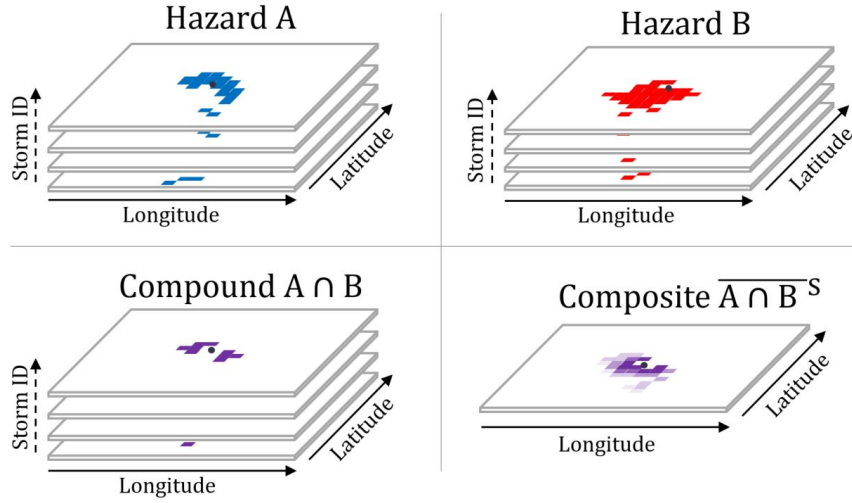 Hazard A
Storm ID
Latitude
Longitude
Hazard B
Storm ID
Latitude
Longitude
Compound A ∩ B
Storm ID
Latitude
Longitude
Composite A ∩ B S
Latitude
Longitude